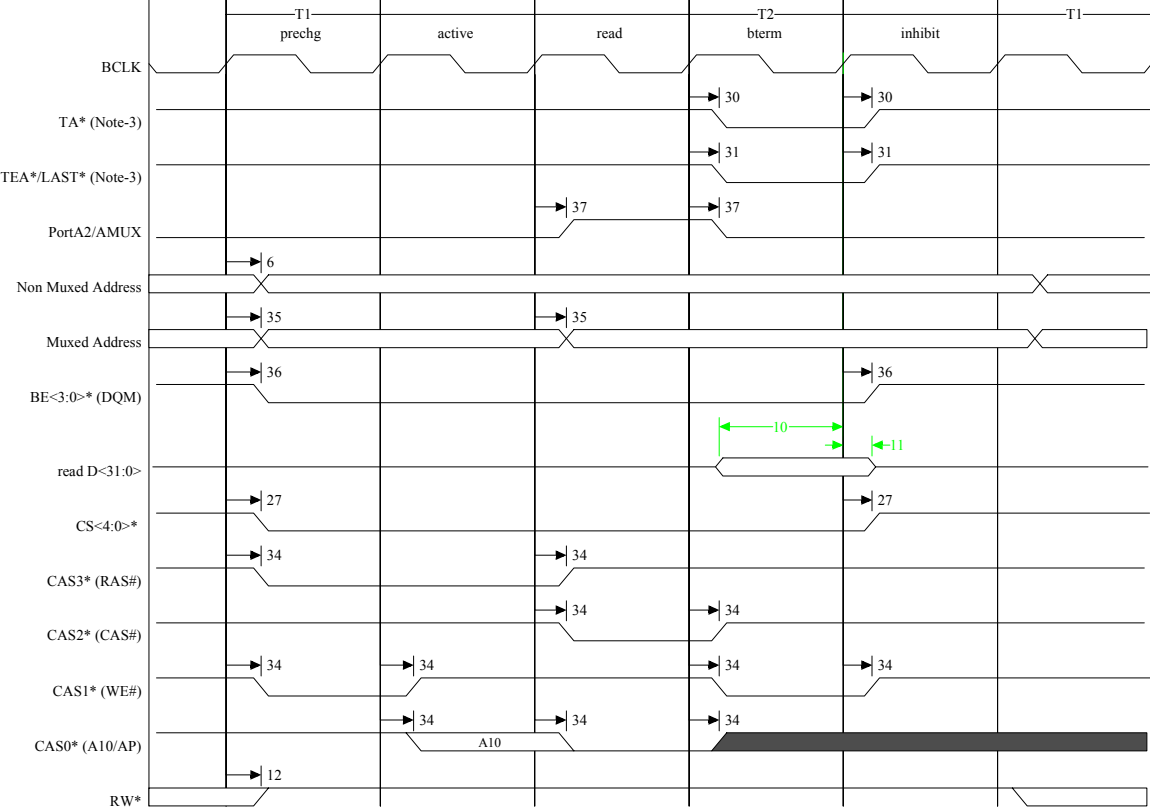 T1 T2 T1
prechg active read bterm inhibit
BCLK
30 30
TA* (Note-3)
31 31
TEA*/LAST* (Note-3)
37 37
PortA2/AMUX
6
Non Muxed Address
35 35
Muxed Address
36 36
BE<3:0>* (DQM)
10
11
read D<31:0>
27 27
CS<4:0>*
34 34
CAS3* (RAS#)
34 34
CAS2* (CAS#)
34 34 34 34
CAS1* (WE#)
34 34 34
CAS0* (A10/AP) A10
12
RW*